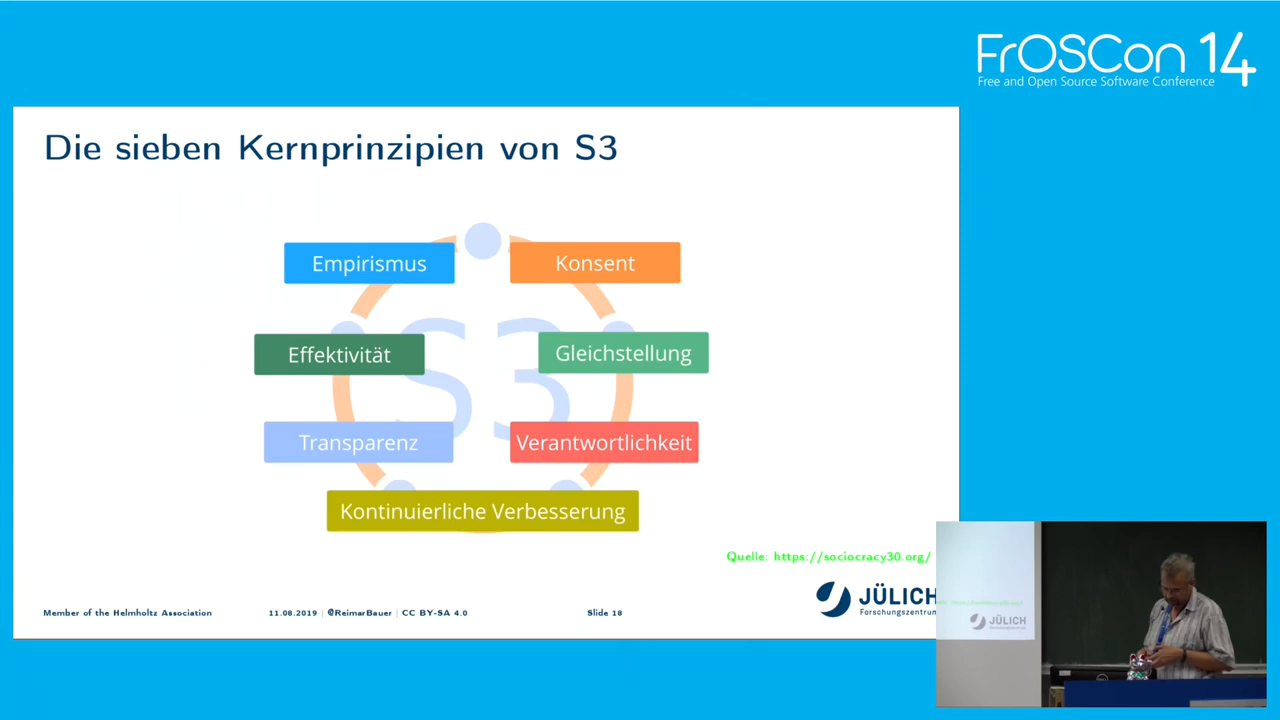 FrOSCon 14
Free and Open Source Software Conference
Die sieben Kernprinzipien von S3
S3
Empirismus
Konsent
Effektivität
Gleichstellung
Transparenz
Verantwortlichkeit
Kontinuierliche Verbesserung
Quelle: https://sociocracy30.org/
Member of the Helmholtz Association
11.08.2019 | @ReimarBauer | CC BY-SA 4.0
Slide 18
JÜLICH
Forschungszentrum
JÜLICH